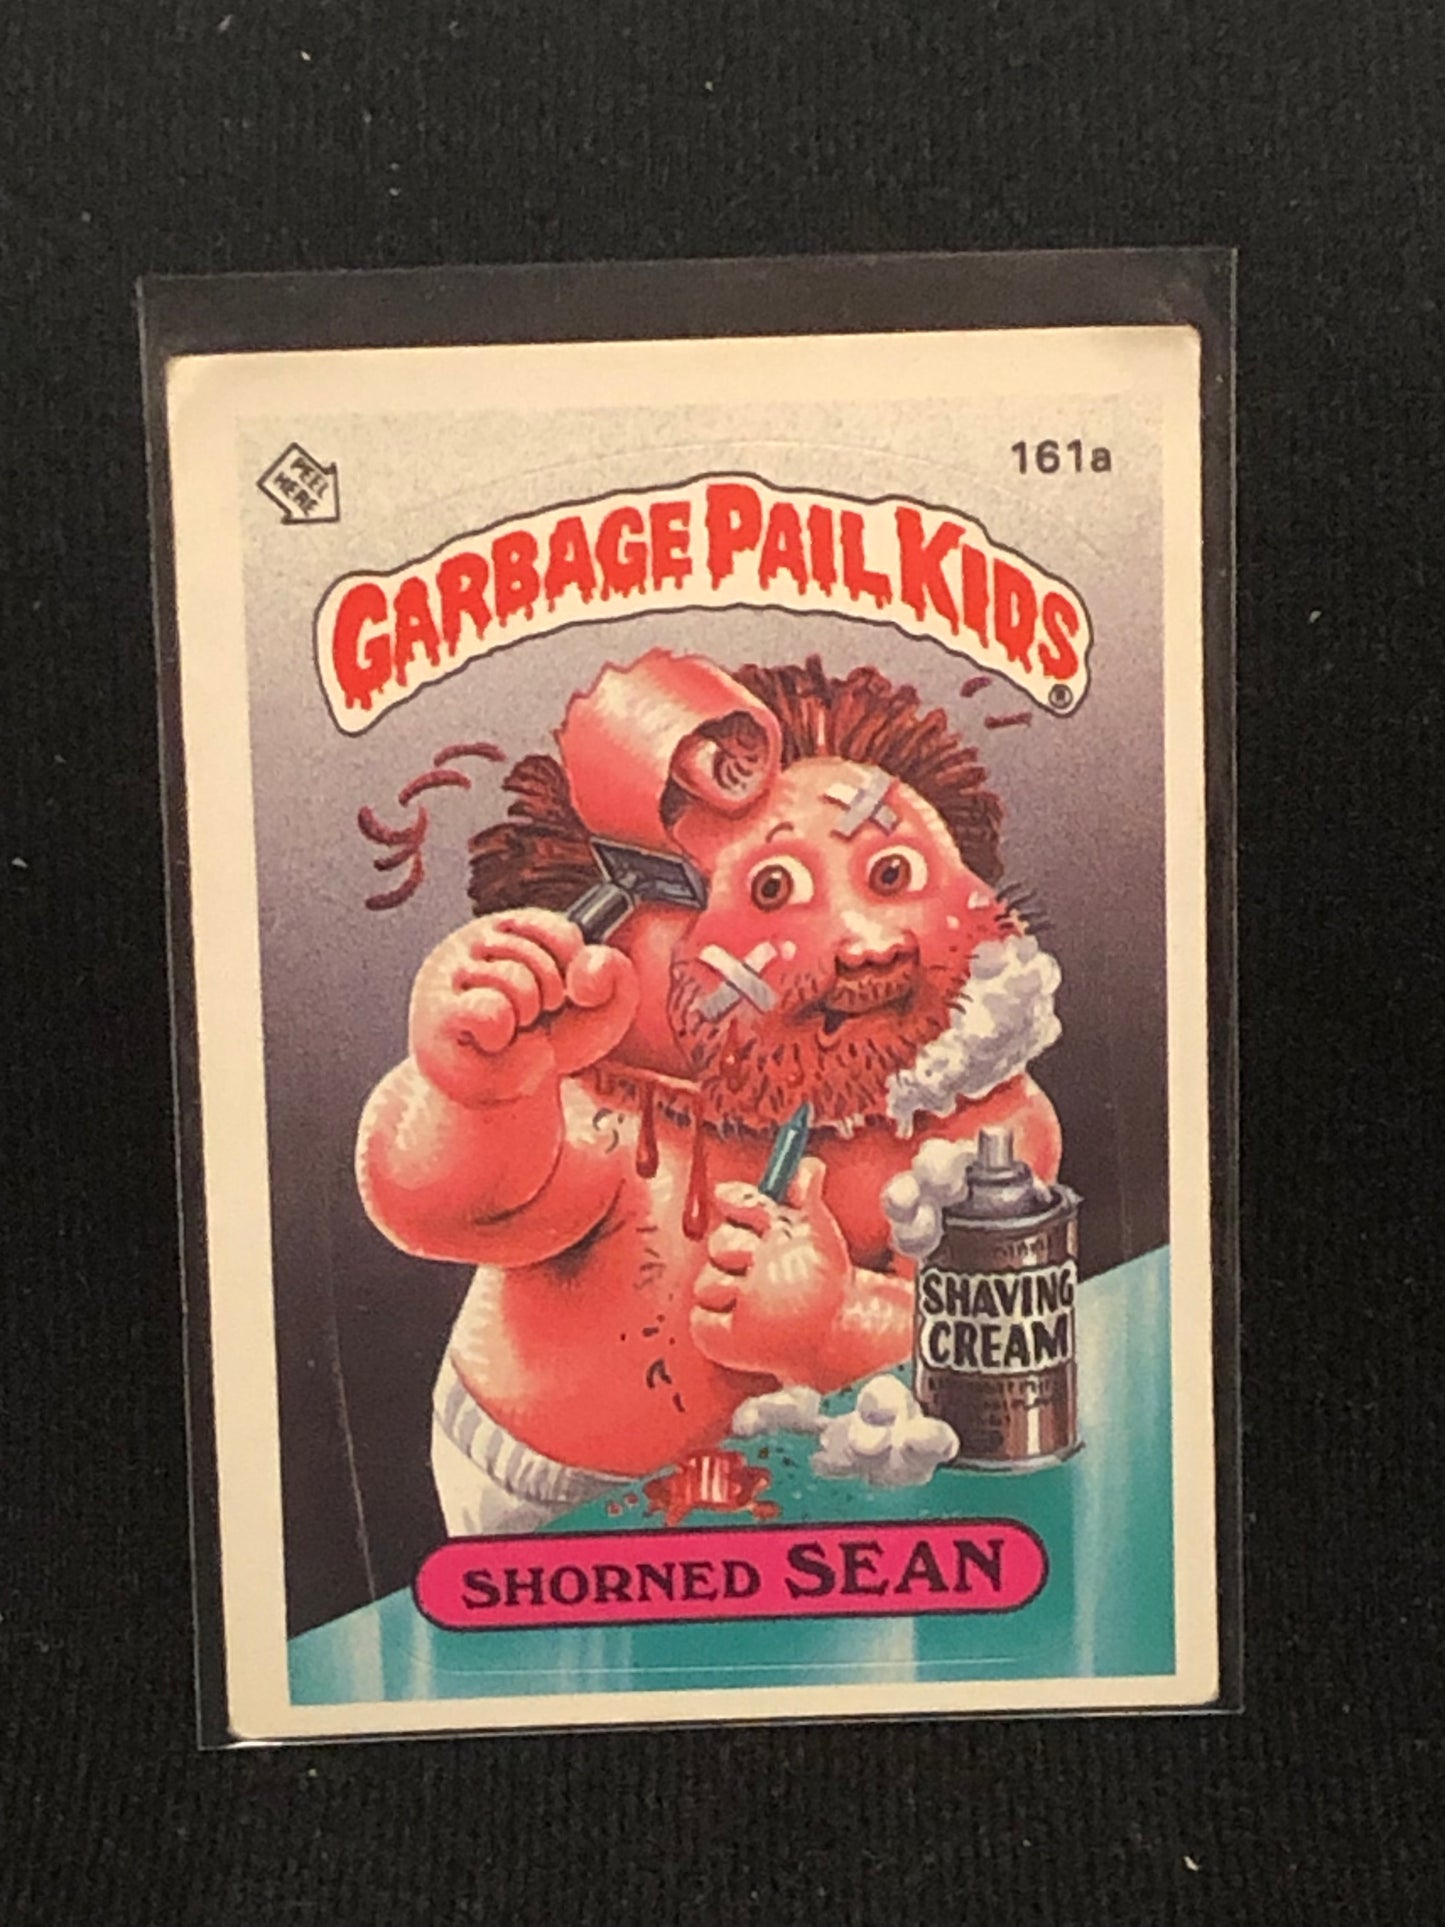 PEEL
HERE
161a
GARBAGE PAIL KIDS
®
SHAVING
CREAM
SHORNED SEAN